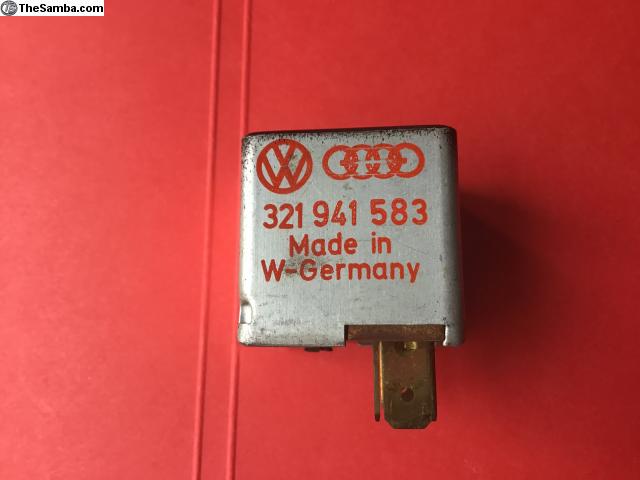 TheSamba.com
321 941 583
Made in
W-Germany